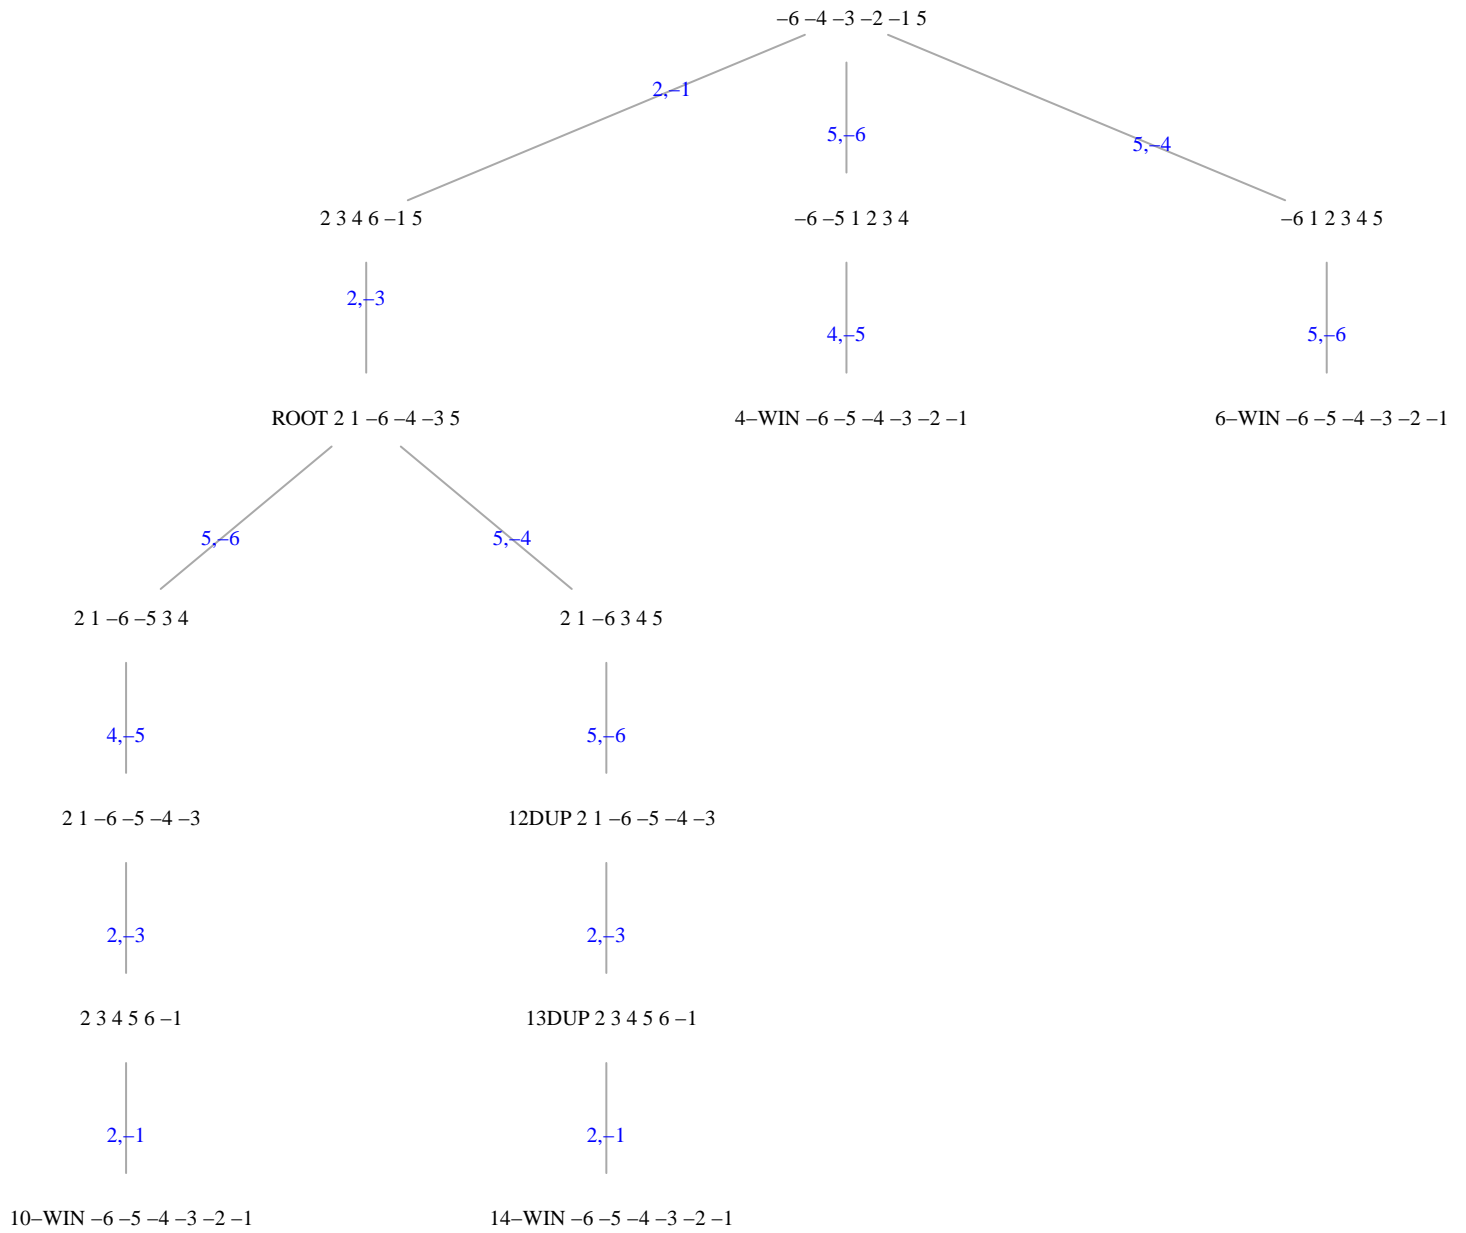 –6 –4 –3 –2 –1 5
2,–1
5,–6
5,–4
2 3 4 6 –1 5
–6 –5 1 2 3 4
–6 1 2 3 4 5
2,–3
4,–5
5,–6
ROOT 2 1 –6 –4 –3 5
4–WIN –6 –5 –4 –3 –2 –1
6–WIN –6 –5 –4 –3 –2 –1
5,–6
5,–4
2 1 –6 –5 3 4
2 1 –6 3 4 5
4,–5
5,–6
2 1 –6 –5 –4 –3
12DUP 2 1 –6 –5 –4 –3
2,–3
2,–3
2 3 4 5 6 –1
13DUP 2 3 4 5 6 –1
2,–1
2,–1
10–WIN –6 –5 –4 –3 –2 –1
14–WIN –6 –5 –4 –3 –2 –1